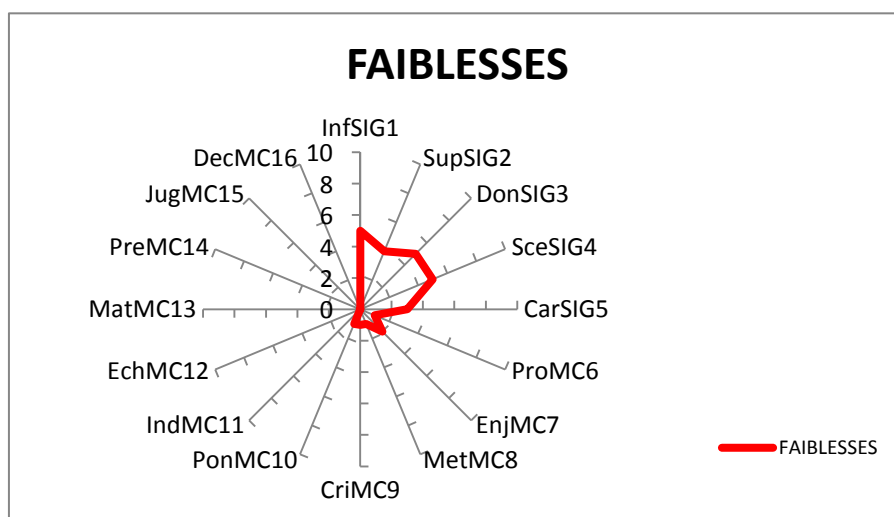 FAIBLESSES
InfSIG1
SupSIG2
DonSIG3
SceSIG4
CarSIG5
ProMC6
EnjMC7
MetMC8
CriMC9
PonMC10
IndMC11
EchMC12
MatMC13
PreMC14
JugMC15
DecMC16
10
8
6
4
2
0
FAIBLESSES